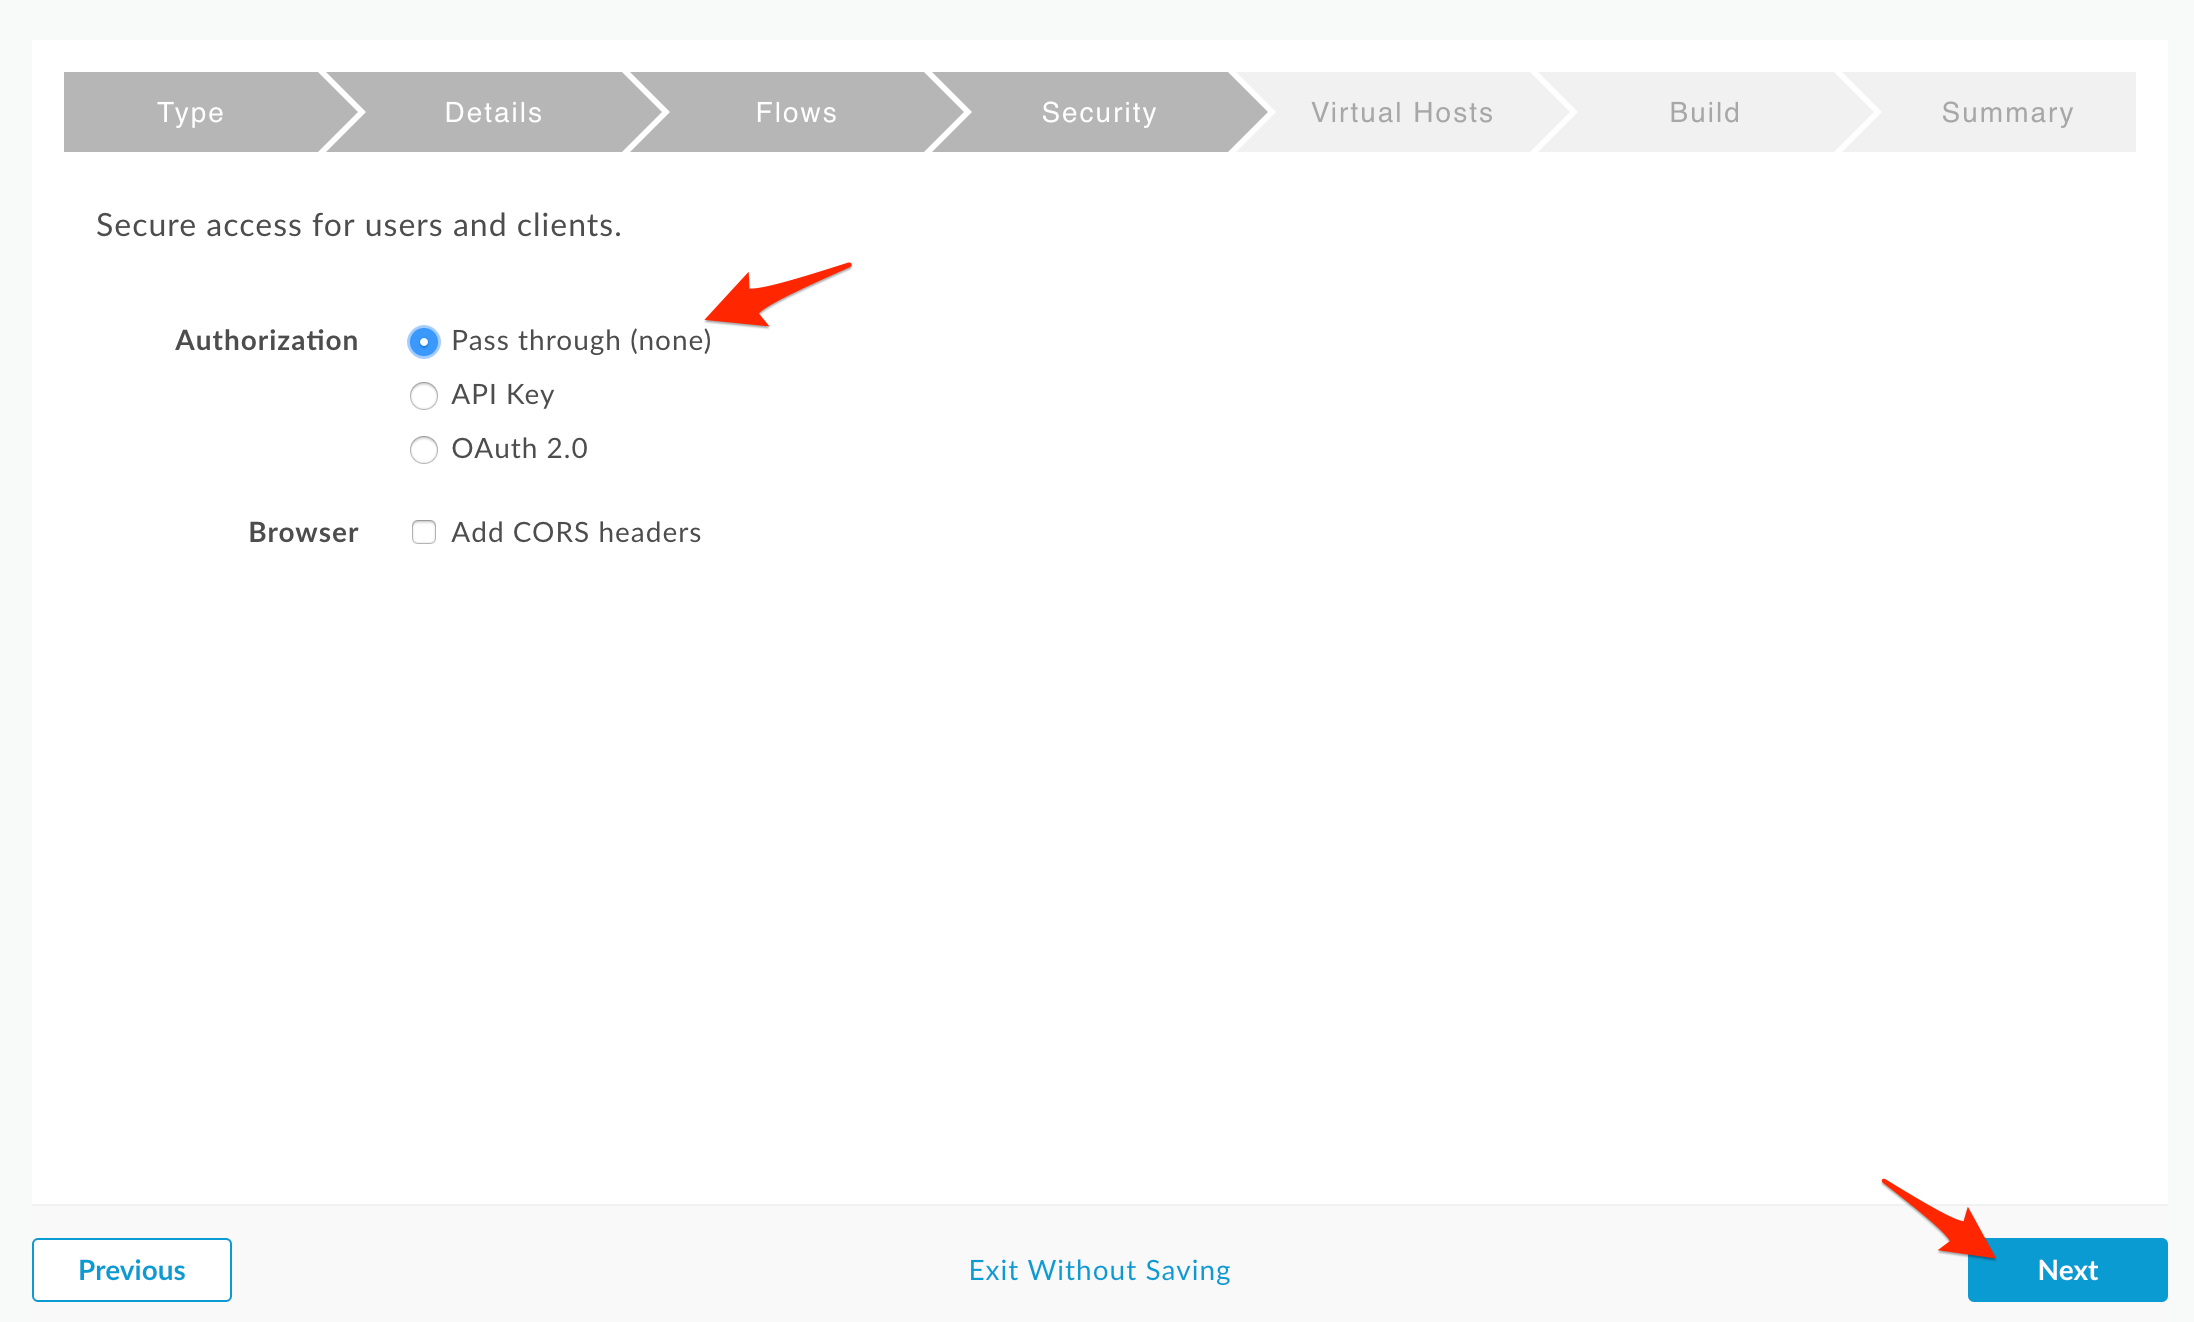 Type Details Flows Security Virtual Hosts Build Summary
Secure access for users and clients.
Authorization Pass through (none)
API Key
OAuth 2.0
Browser Add CORS headers
Previous Exit Without Saving Next